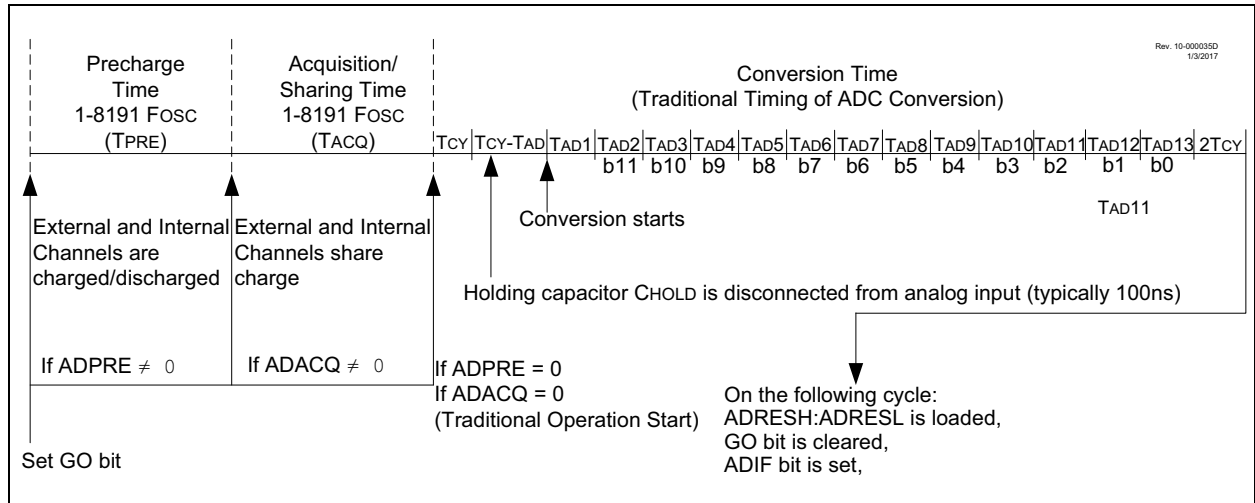 Rev. 10-000035D
1/3/2017
Precharge
Time
1-8191 FOSC
(TPRE)
Acquisition/
Sharing Time
1-8191 FOSC
(TACQ)
Conversion Time
(Traditional Timing of ADC Conversion)
TCY TCY-TAD TAD1 TAD2 TAD3 TAD4 TAD5 TAD6 TAD7 TAD8 TAD9 TAD10 TAD11 TAD12 TAD13 2TCY
b11 b10 b9 b8 b7 b6 b5 b4 b3 b2 b1 b0
TAD11
External and Internal
Channels are
charged/discharged
External and Internal
Channels share
charge
Conversion starts
Holding capacitor CHOLD is disconnected from analog input (typically 100ns)
If ADPRE ≠ 0
If ADACQ ≠ 0
If ADPRE = 0
If ADACQ = 0
(Traditional Operation Start)
On the following cycle:
ADRESH:ADRESL is loaded,
GO bit is cleared,
ADIF bit is set,
Set GO bit